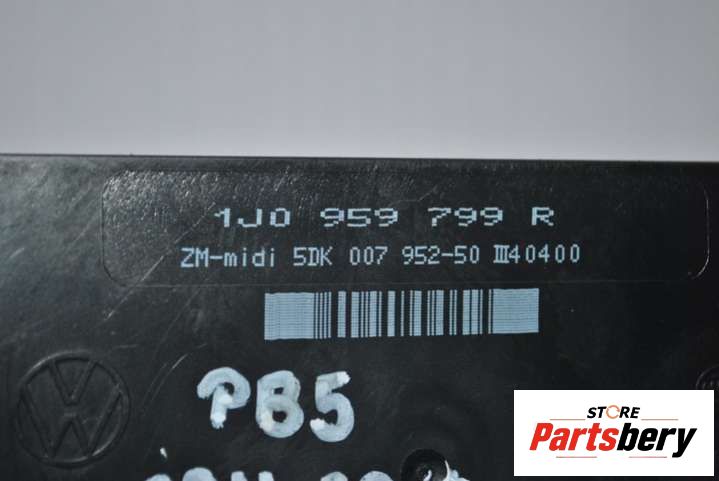 1J0 959 799 R
ZM-midi 5DK 007 952-50 III40400
PB5
STORE
Partsbery